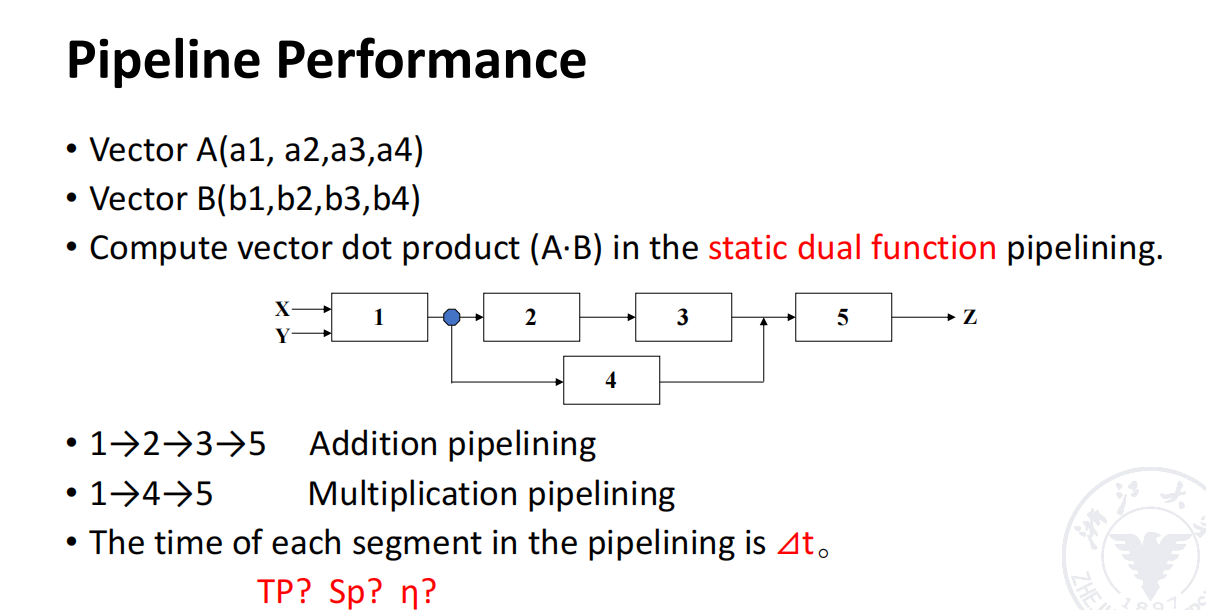 Pipeline Performance
• Vector A(a1, a2,a3,a4)
• Vector B(b1,b2,b3,b4)
• Compute vector dot product (A·B) in the static dual function pipelining.
X
Y
1
2
3
5
Z
4
• 1→2→3→5 Addition pipelining
• 1→4→5 Multiplication pipelining
• The time of each segment in the pipelining is ⊿t。
TP? Sp? η?
1897